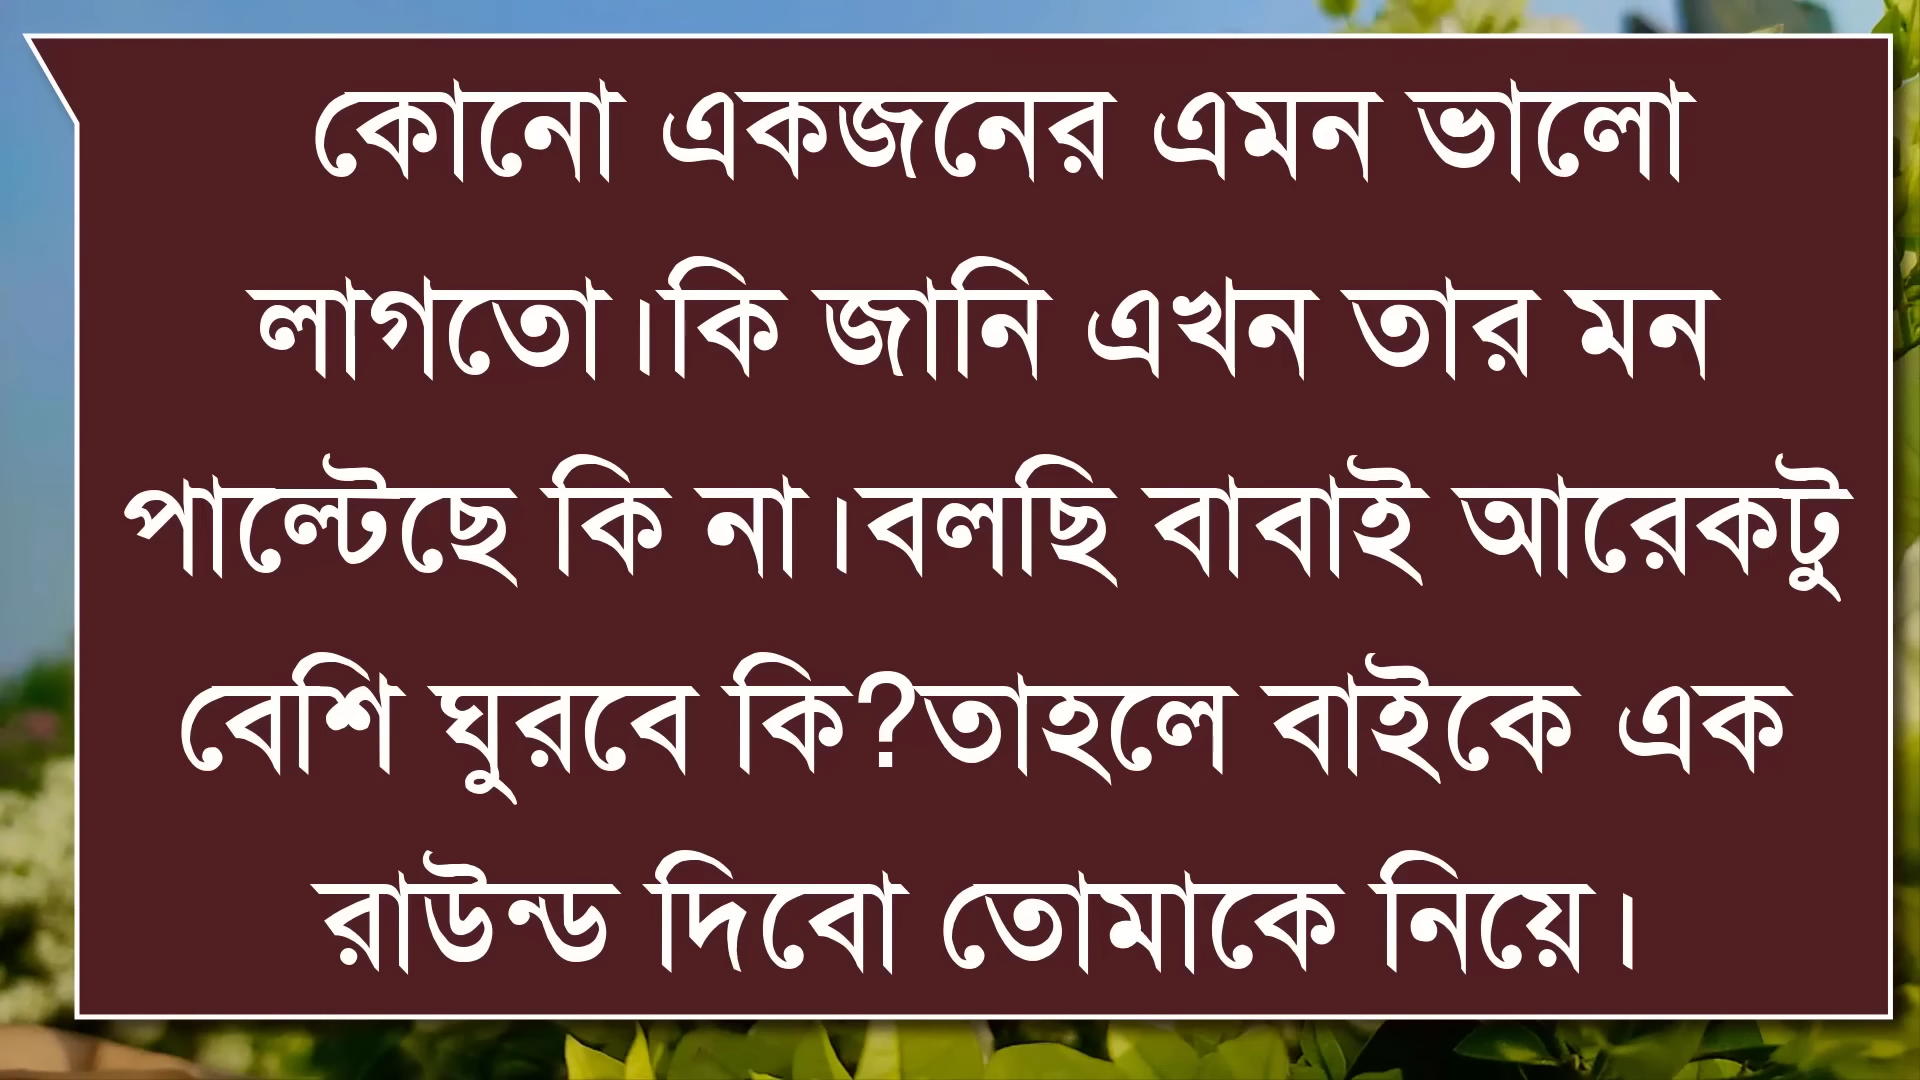 কোনো একজনের এমন ভালো
লাগতো।কি জানি এখন তার মন
পাল্টেছে কি না।বলছি বাবাই আরেকটু
বেশি ঘুরবে কি?তাহলে বাইকে এক
রাউন্ড দিবো তোমাকে নিয়ে।